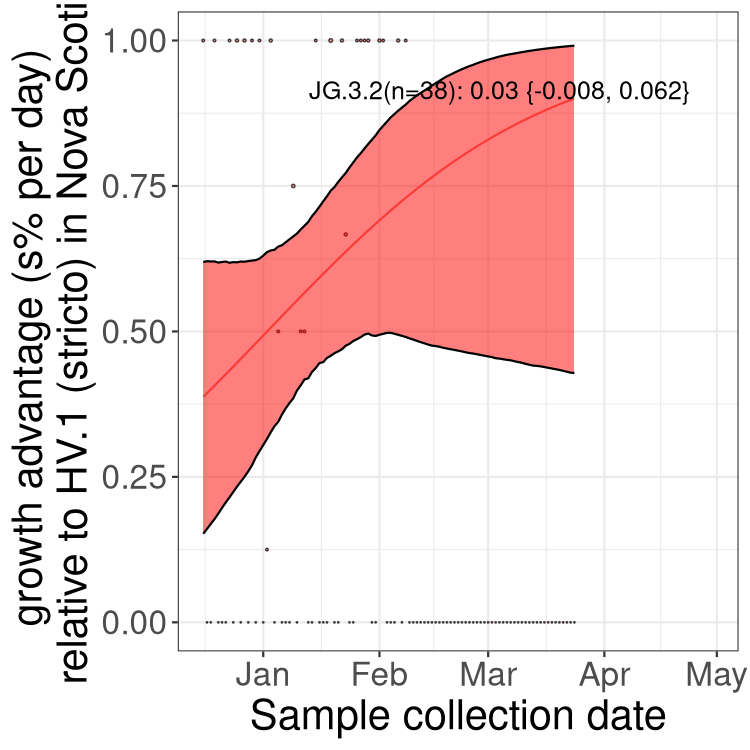 growth advantage (s% per day)
relative to HV.1 (stricto) in Nova Scoti
1.00
0.75
0.50
0.25
0.00
JG.3.2(n=38): 0.03 {-0.008, 0.062}
Jan Feb Mar Apr May
Sample collection date